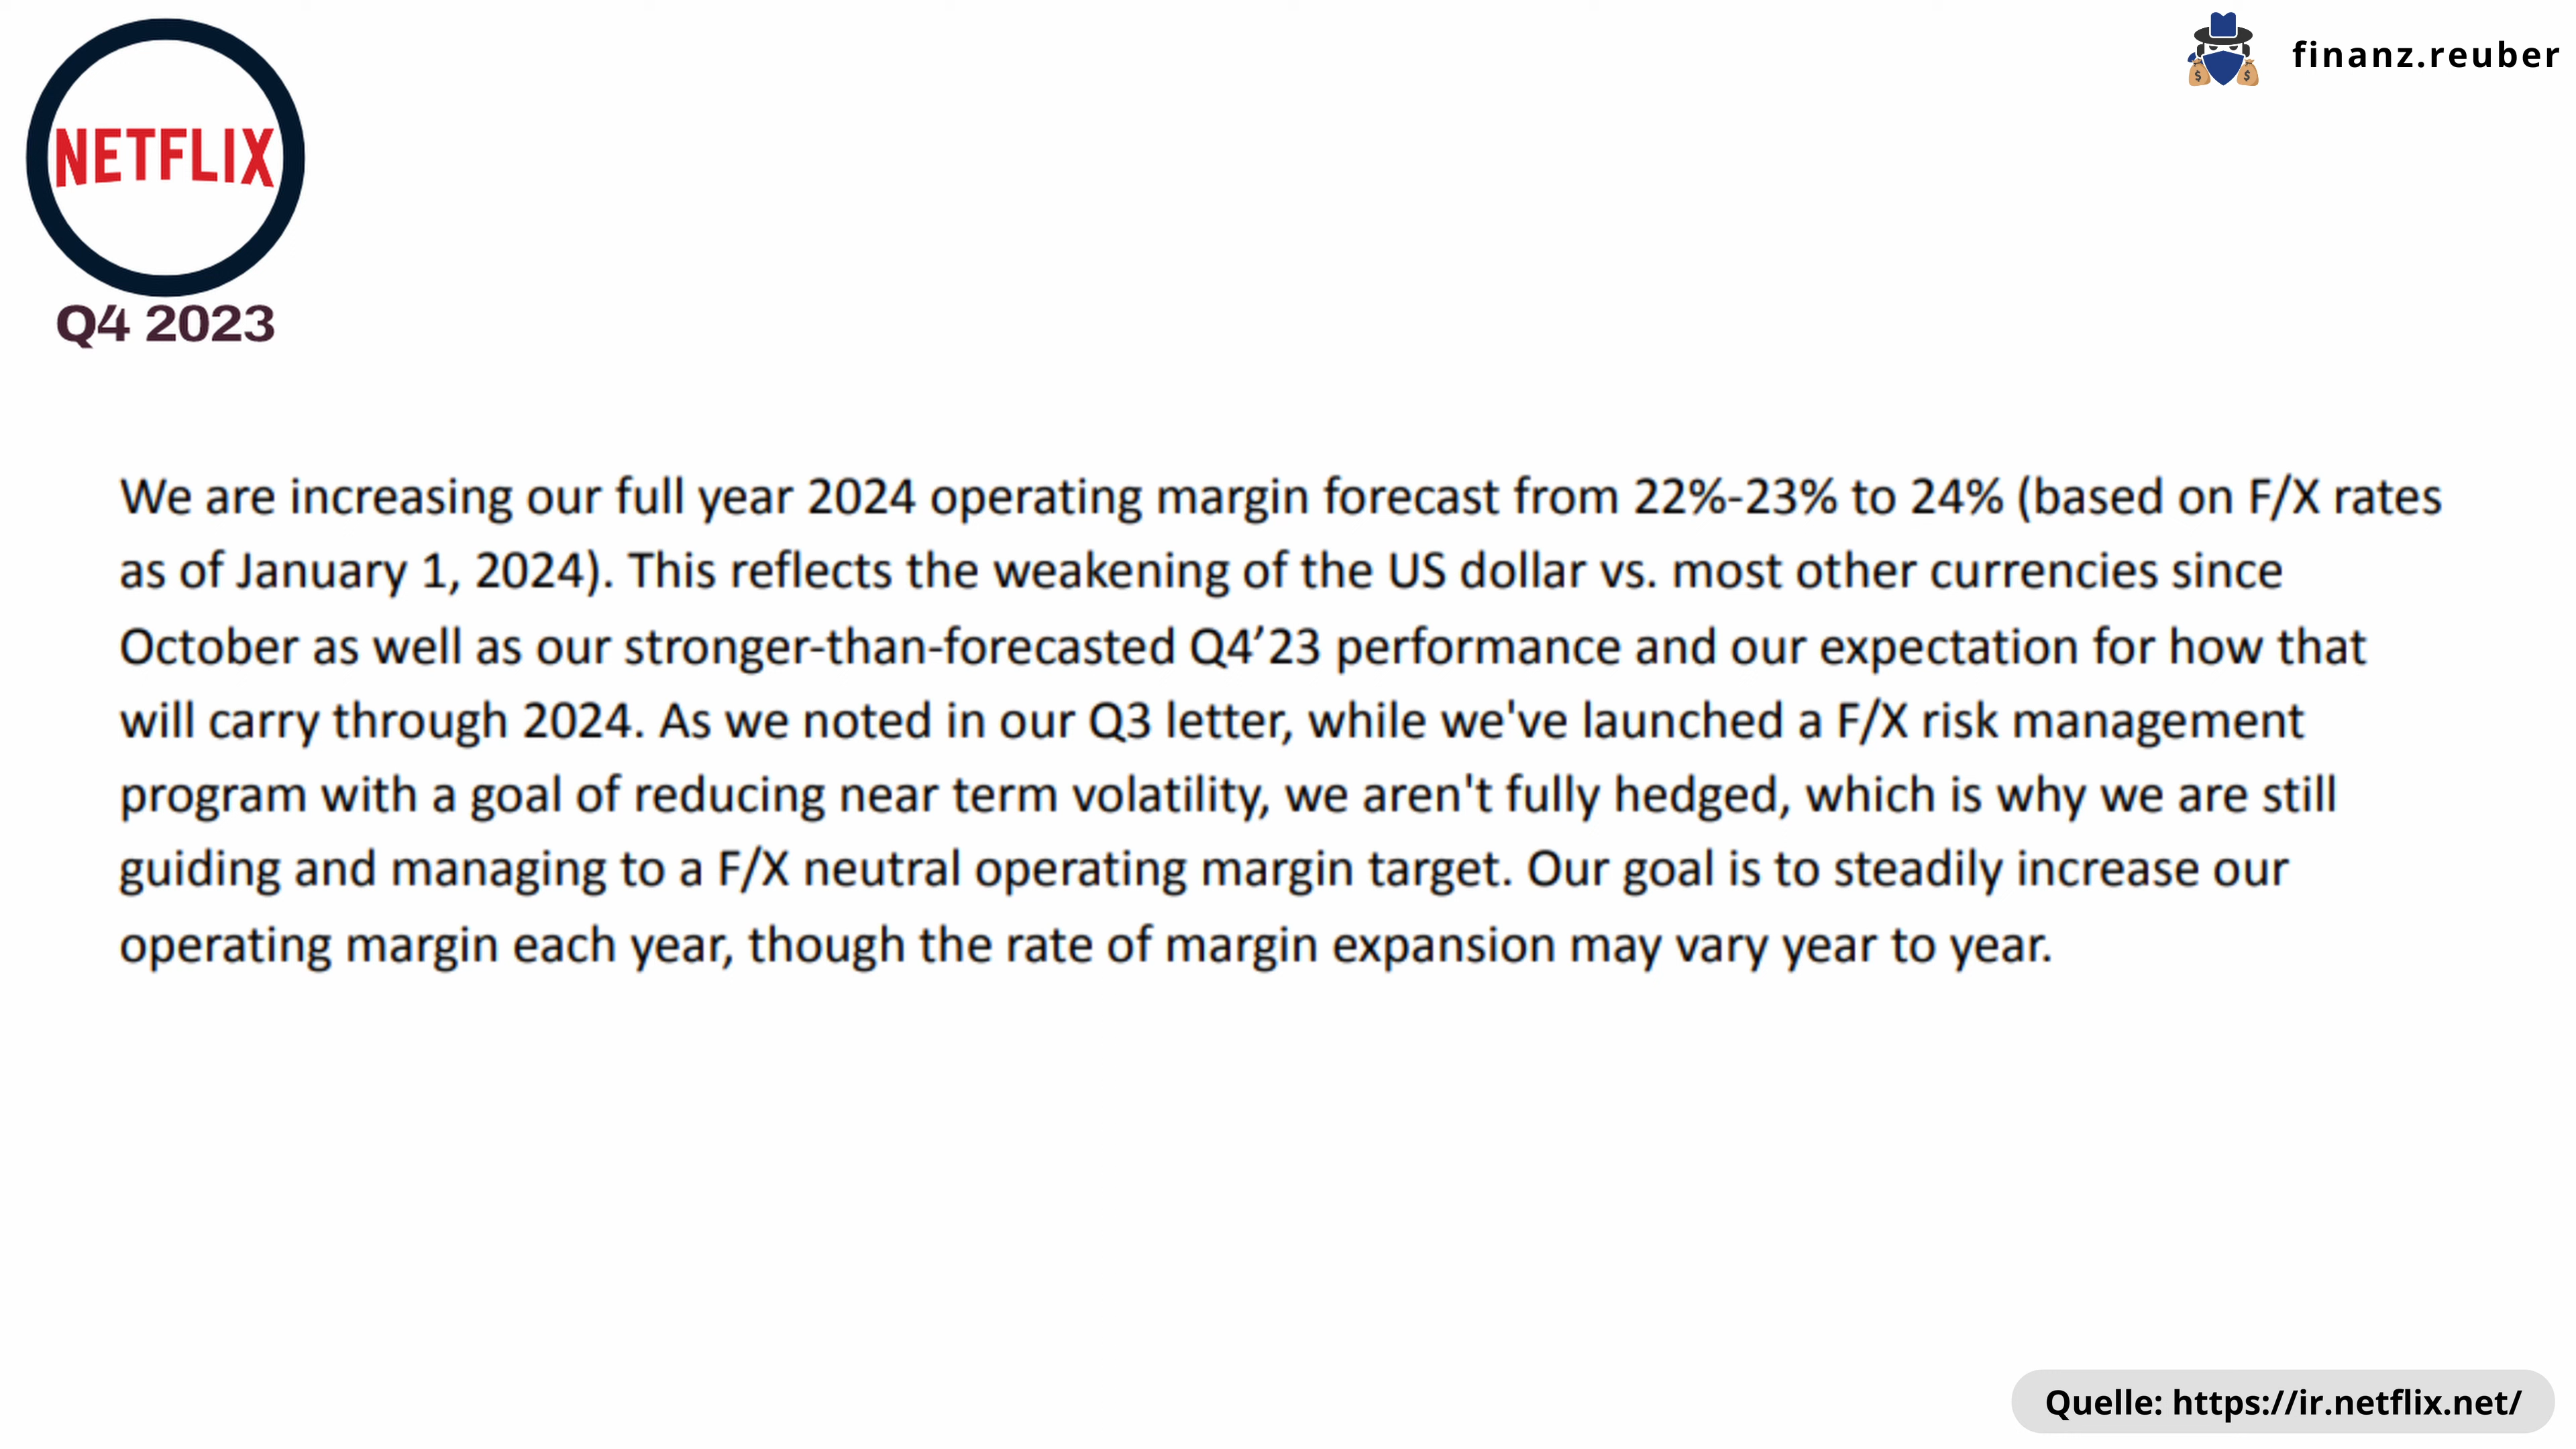 NETFLIX
Q4 2023
finanz.reuber
We are increasing our full year 2024 operating margin forecast from 22%-23% to 24% (based on F/X rates
as of January 1, 2024). This reflects the weakening of the US dollar vs. most other currencies since
October as well as our stronger-than-forecasted Q4’23 performance and our expectation for how that
will carry through 2024. As we noted in our Q3 letter, while we've launched a F/X risk management
program with a goal of reducing near term volatility, we aren't fully hedged, which is why we are still
guiding and managing to a F/X neutral operating margin target. Our goal is to steadily increase our
operating margin each year, though the rate of margin expansion may vary year to year.
Quelle: https://ir.netflix.net/